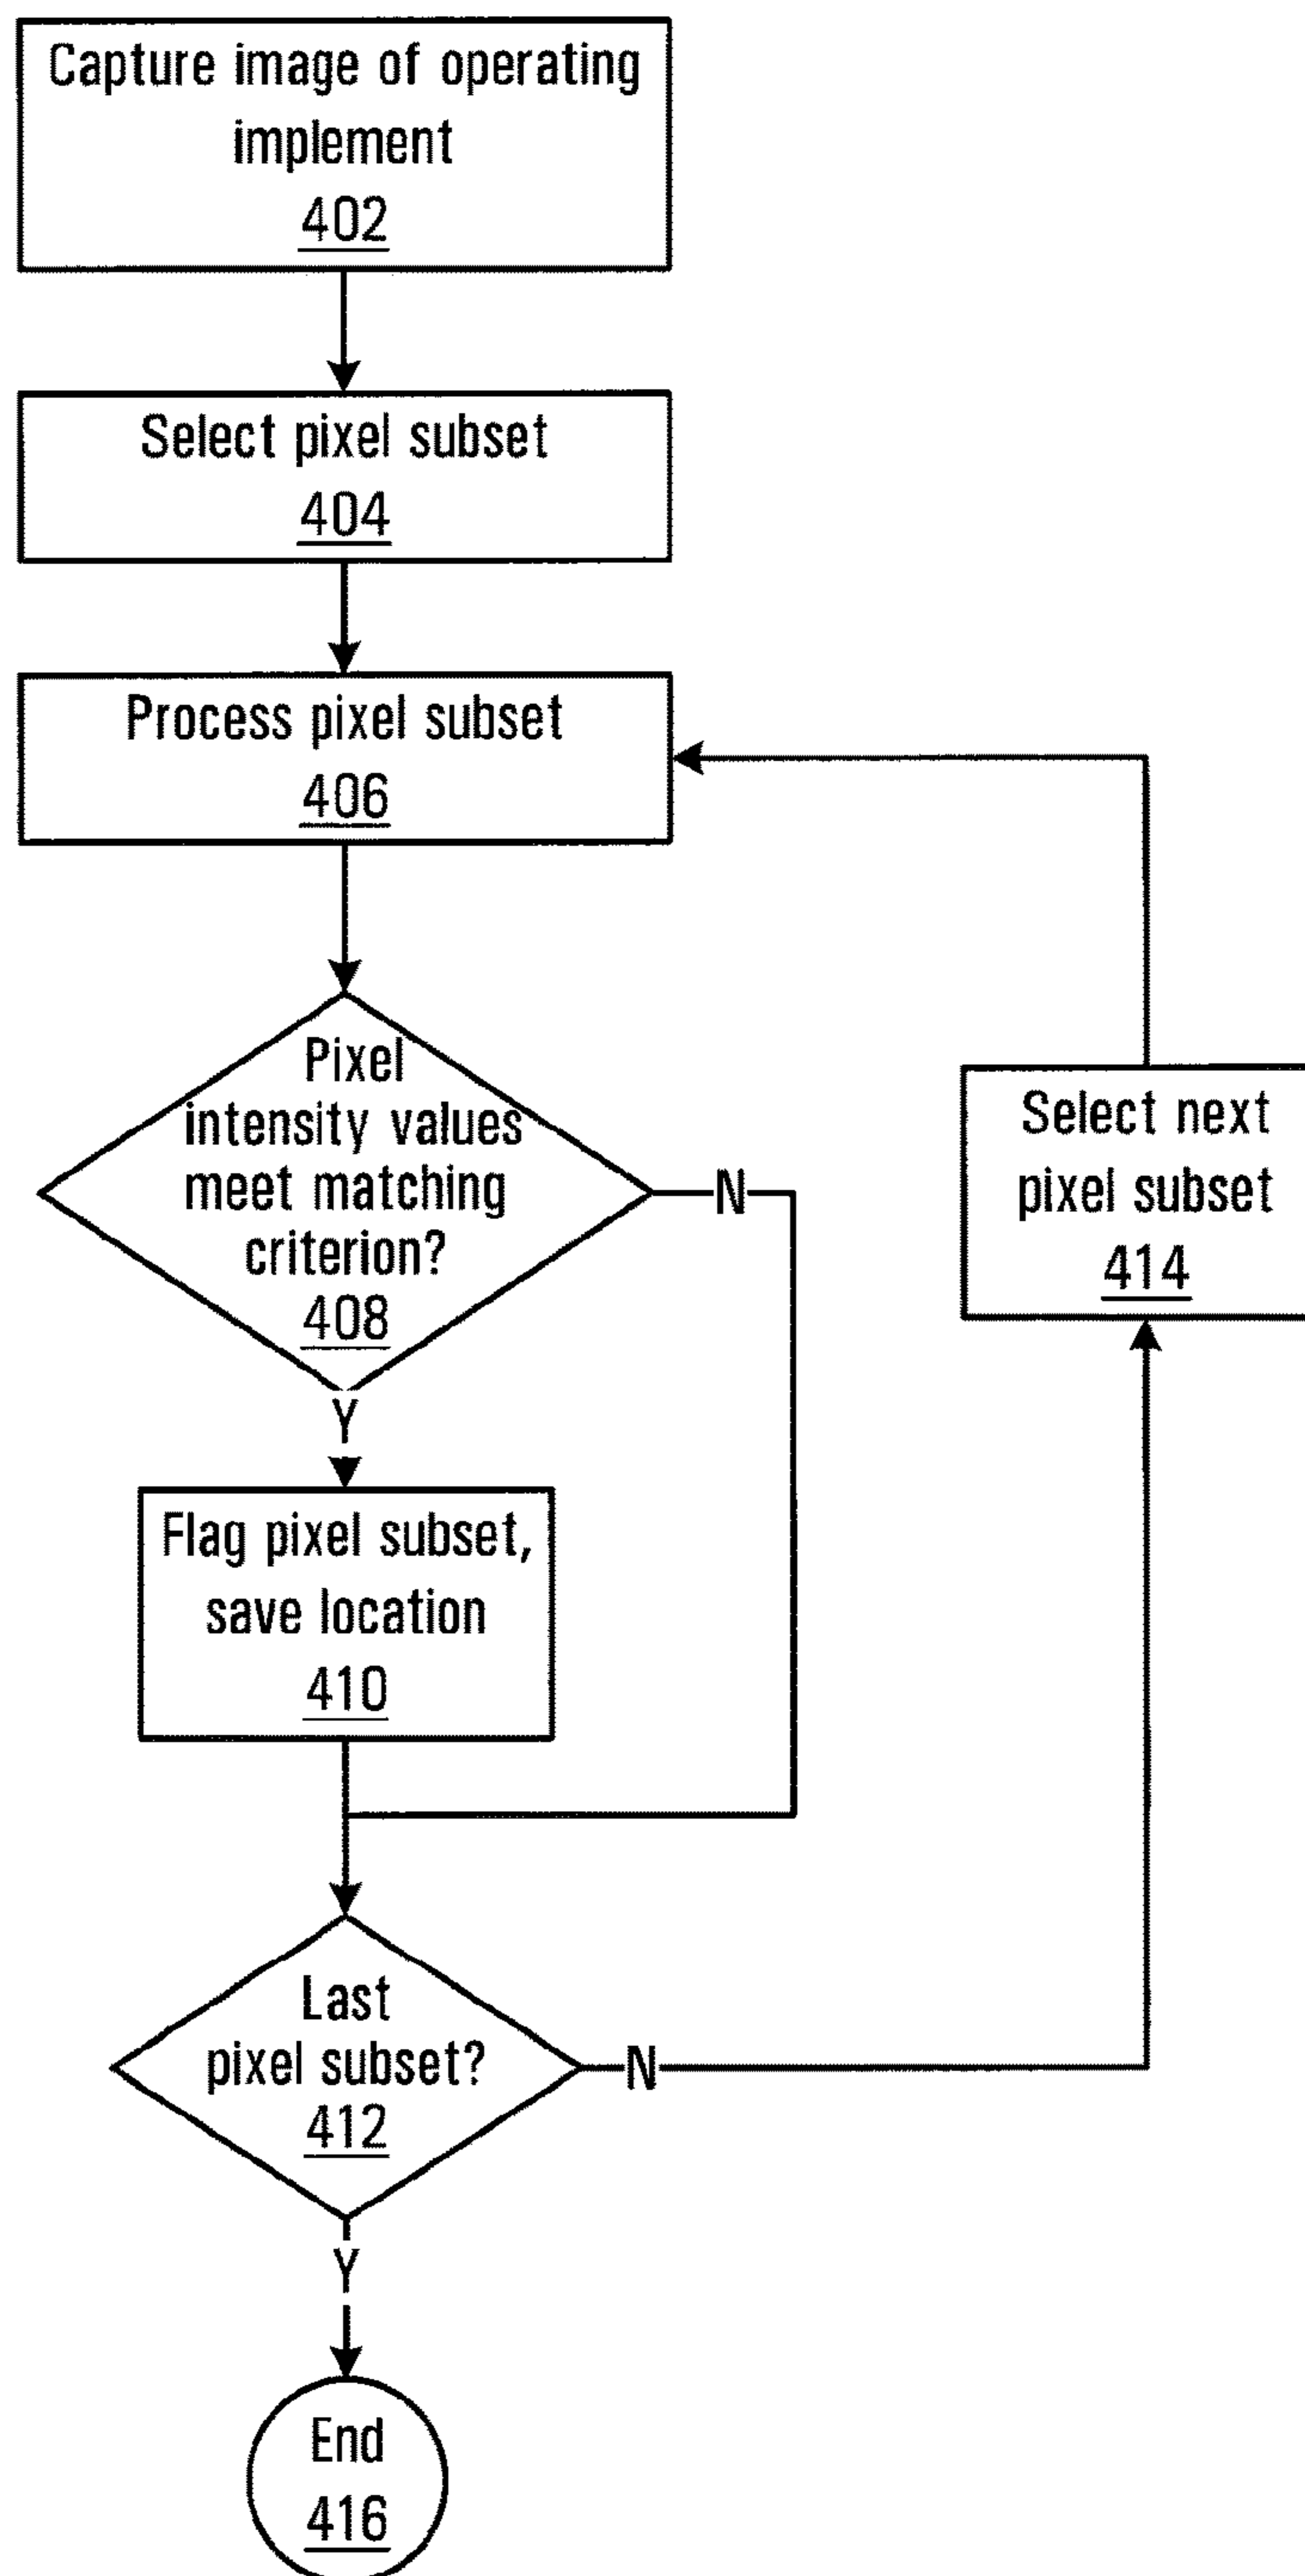 Capture image of operating
implement
402
Select pixel subset
404
Process pixel subset
406
Pixel
intensity values
meet matching
criterion?
408
N
Y
Select next
pixel subset
414
Flag pixel subset,
save location
410
Last
pixel subset?
412
N
Y
End
416